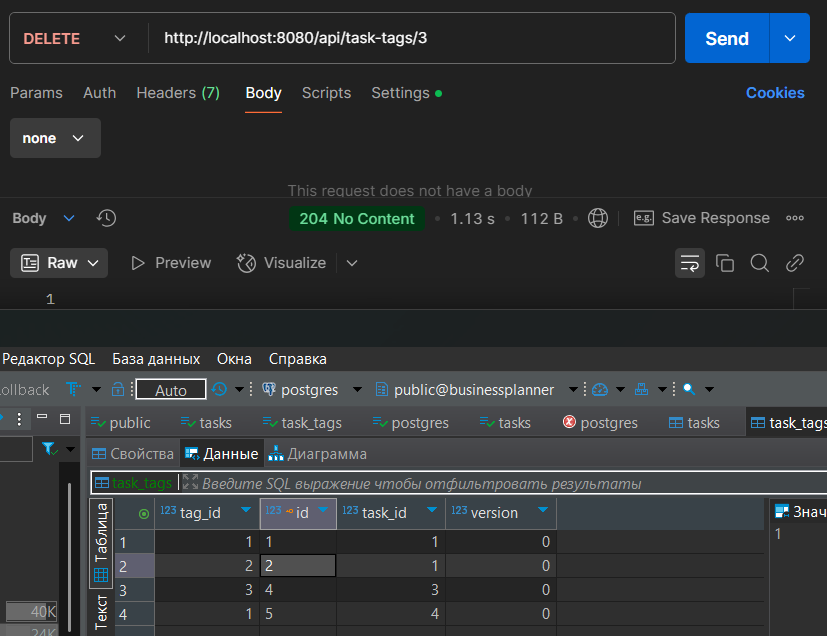 DELETE http://localhost:8080/api/task-tags/3 Send
Params Auth Headers (7) Body Scripts Settings Cookies
none
This request does not have a body
Body 204 No Content 1.13 s 112 B e.g. Save Response
Raw Preview Visualize
1
Редактор SQL База данных Окна Справка
ollback Auto postgres public@businessplanner
public tasks task_tags postgres tasks postgres tasks task_tags
Свойства Данные Диаграмма
task_tags Введите SQL выражение чтобы отфильтровать результаты
Таблица 123 tag_id 123 id 123 task_id 123 version Знач
1 1 1 1 0 1
2 2 2 1 0
3 3 4 3 0
4 1 5 4 0
Текст
40K
24K